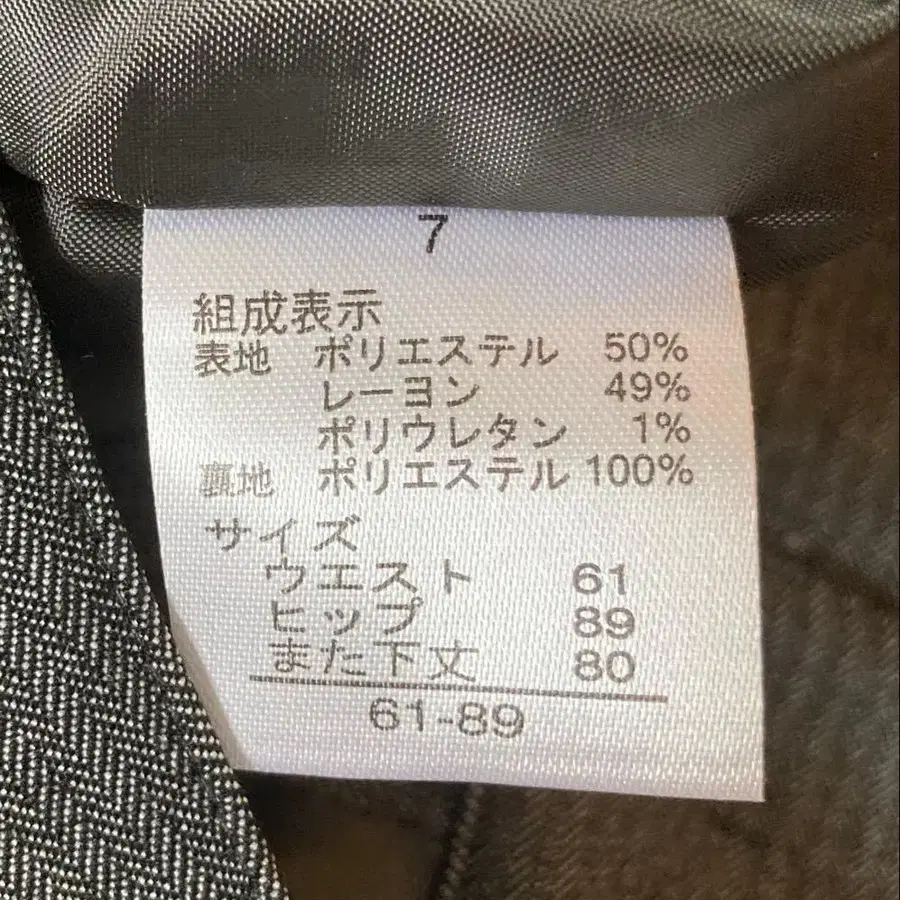 7
組成表示
表地 ポリエステル 50%
レーヨン 49%
ポリウレタン 1%
裏地 ポリエステル 100%
サイズ
ウエスト 61
ヒップ 89
また下丈 80
61-89